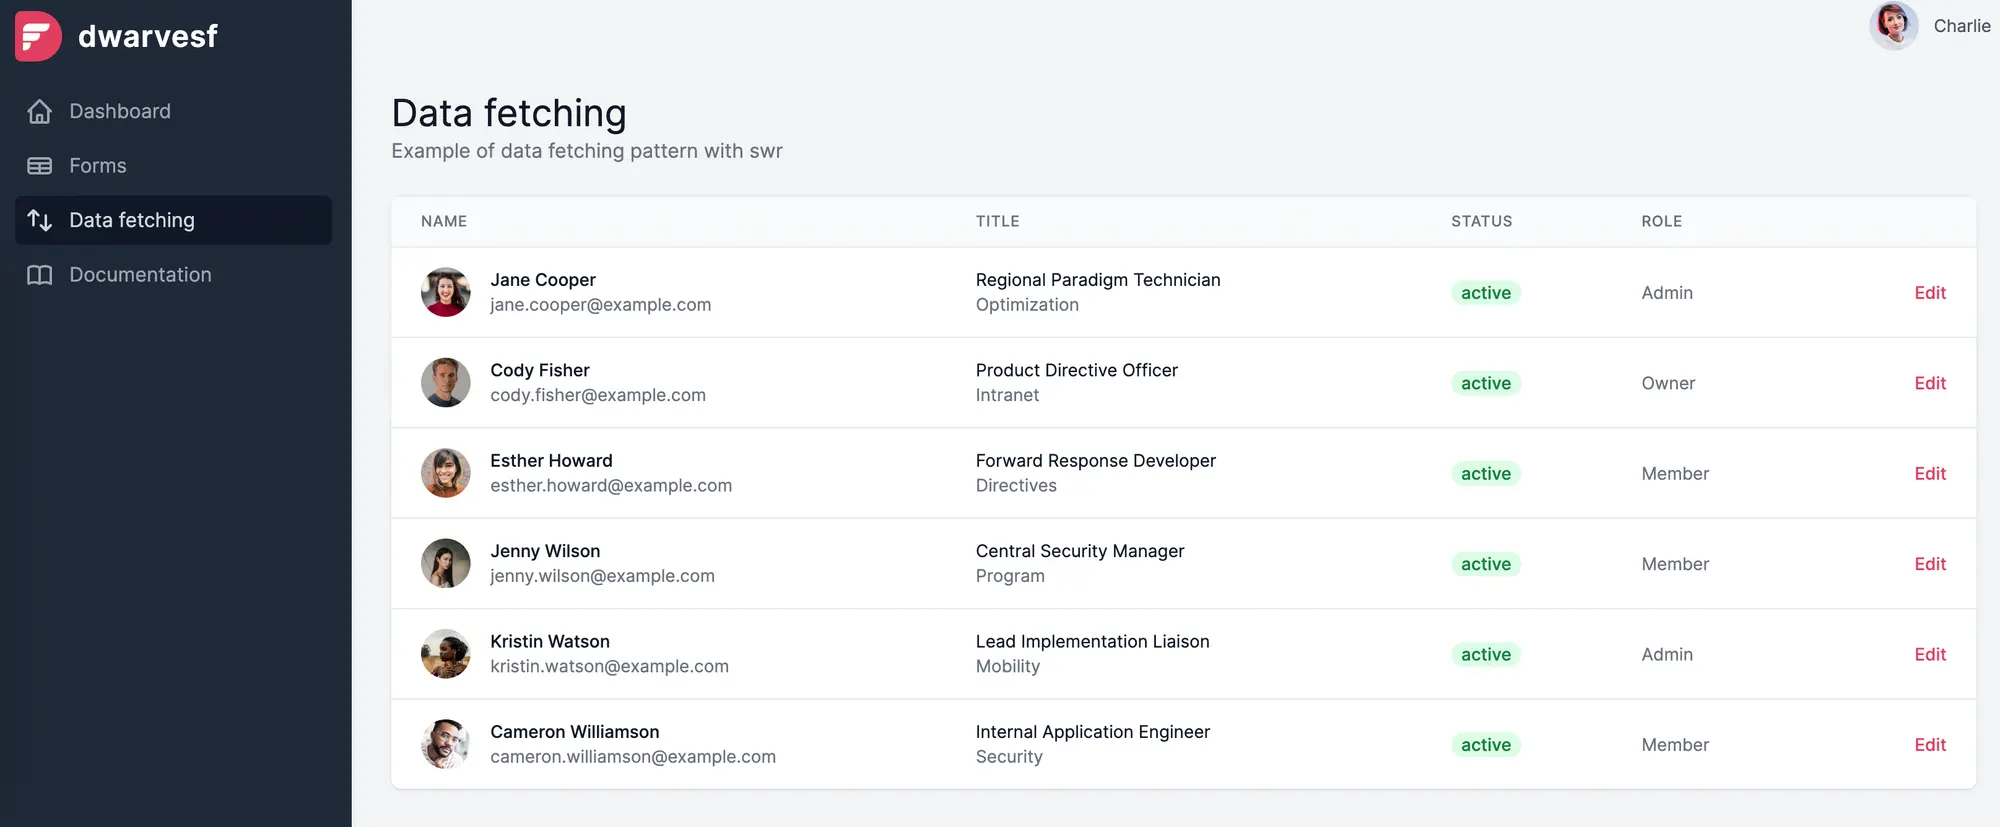 dwarvesf
Dashboard
Forms
Data fetching
Documentation
Charlie
Data fetching
Example of data fetching pattern with swr
NAME TITLE STATUS ROLE
Jane Cooper
jane.cooper@example.com
Regional Paradigm Technician
Optimization
active
Admin
Edit
Cody Fisher
cody.fisher@example.com
Product Directive Officer
Intranet
active
Owner
Edit
Esther Howard
esther.howard@example.com
Forward Response Developer
Directives
active
Member
Edit
Jenny Wilson
jenny.wilson@example.com
Central Security Manager
Program
active
Member
Edit
Kristin Watson
kristin.watson@example.com
Lead Implementation Liaison
Mobility
active
Admin
Edit
Cameron Williamson
cameron.williamson@example.com
Internal Application Engineer
Security
active
Member
Edit